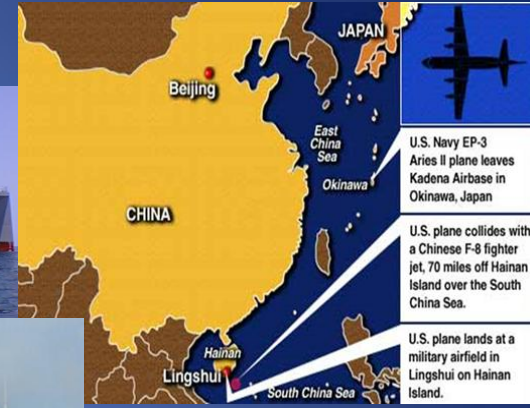 JAPAN
Beijing
East
China
Sea
Okinawa
CHINA
Hainan
Lingshui
South China Sea
U.S. Navy EP-3
Aries II plane leaves
Kadena Airbase in
Okinawa, Japan
U.S. plane collides with
a Chinese F-8 fighter
jet, 70 miles off Hainan
Island over the South
China Sea.
U.S. plane lands at a
military airfield in
Lingshui on Hainan
Island.